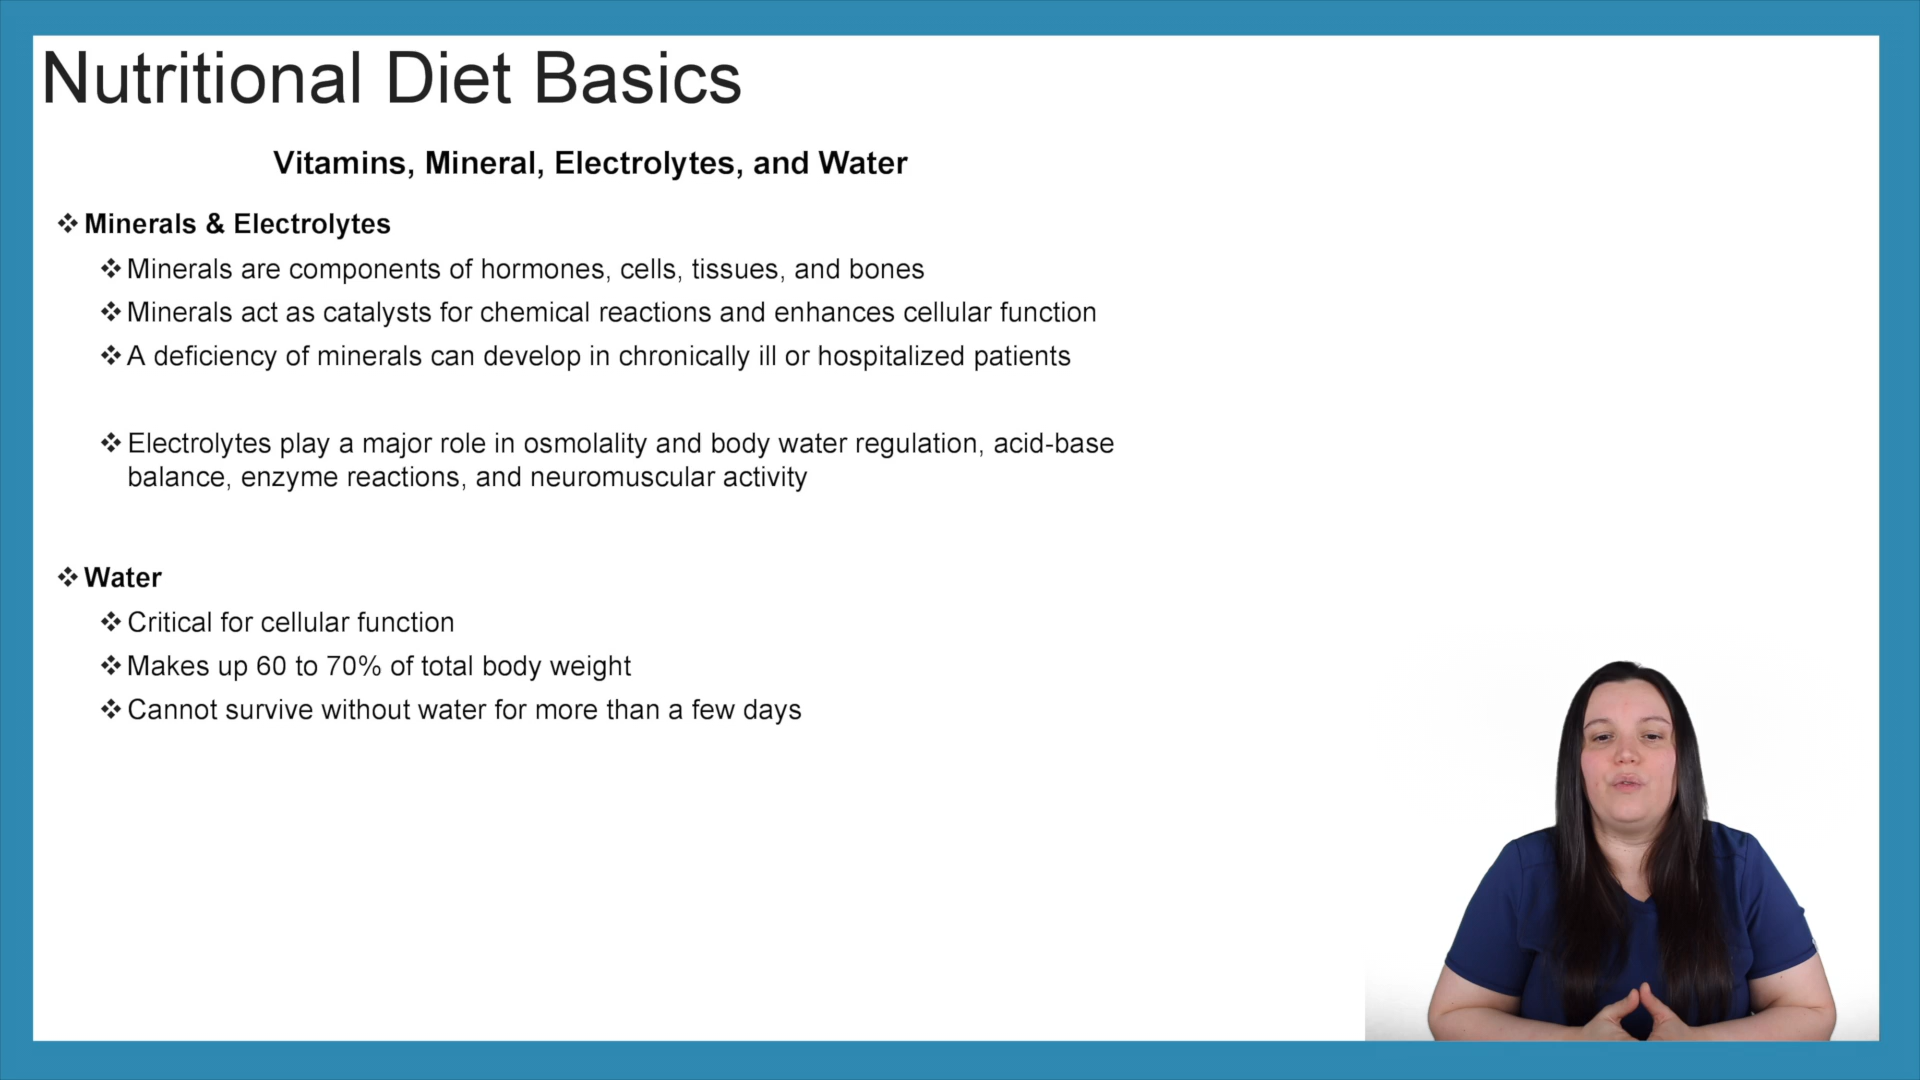 Nutritional Diet Basics
Vitamins, Mineral, Electrolytes, and Water
❖ Minerals & Electrolytes
❖ Minerals are components of hormones, cells, tissues, and bones
❖ Minerals act as catalysts for chemical reactions and enhances cellular function
❖ A deficiency of minerals can develop in chronically ill or hospitalized patients
❖ Electrolytes play a major role in osmolality and body water regulation, acid-base
balance, enzyme reactions, and neuromuscular activity
❖ Water
❖ Critical for cellular function
❖ Makes up 60 to 70% of total body weight
❖ Cannot survive without water for more than a few days